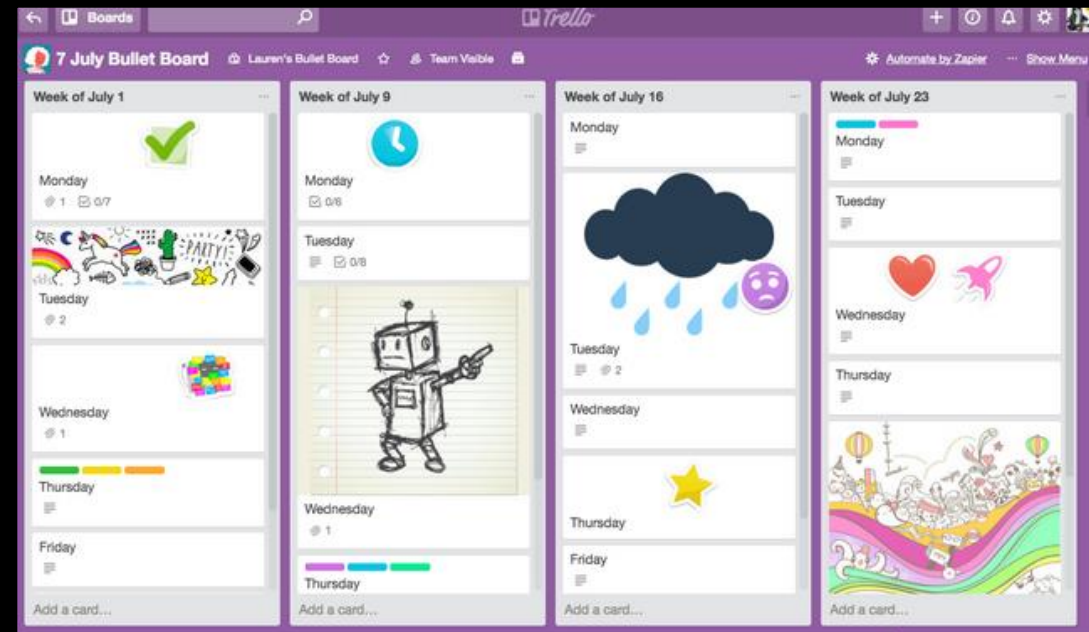 Boards
Trello
7 July Bullet Board
Lauren's Bullet Board
Team Visible
Automate by Zapier
... Show Menu
Week of July 1
Monday
1 0/7
PARTY!
Tuesday
2
Wednesday
1
Thursday
Friday
Add a card...
Week of July 9
Monday
0/6
Tuesday
0/8
Wednesday
1
Thursday
Add a card...
Week of July 16
Monday
Tuesday
2
Wednesday
Thursday
Friday
Add a card...
Week of July 23
Monday
Tuesday
Wednesday
Thursday
Add a card...